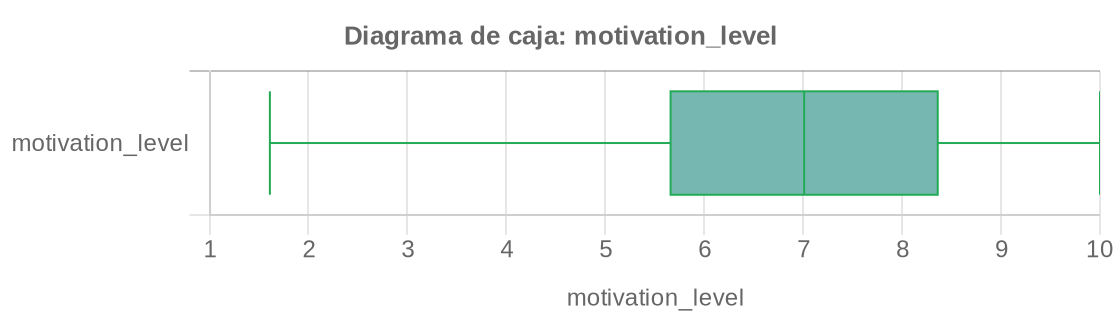 Diagrama de caja: motivation_level
motivation_level
1 2 3 4 5 6 7 8 9 10
motivation_level